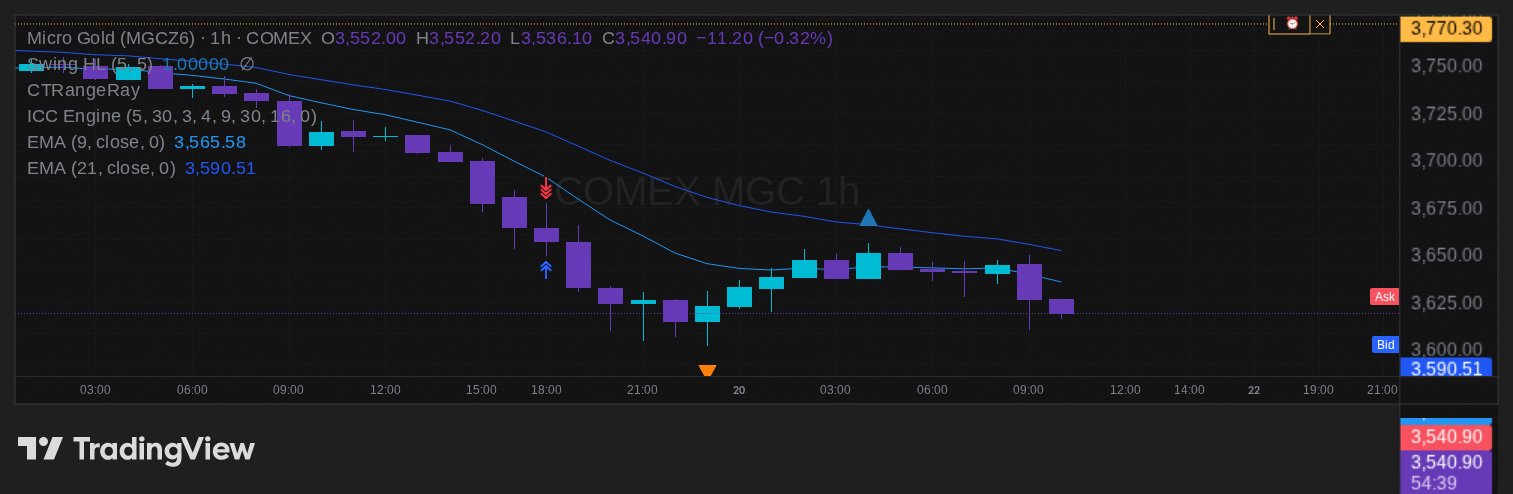 3,770.30
Micro Gold (MGCZ6) · 1h · COMEX O3,552.00 H3,552.20 L3,536.10 C3,540.90 −11.20 (−0.32%)
Swing HL (5, 5) 1.00000 ∅
CTRangeRay
ICC Engine (5, 30, 3, 4, 9, 30, 16, 0)
EMA (9, close, 0) 3,565.58
EMA (21, close, 0) 3,590.51
COMEX MGC 1h
3,750.00
3,725.00
3,700.00
3,675.00
3,650.00
Ask
3,625.00
Bid
3,600.00
3,590.51
03:00 06:00 09:00 12:00 15:00 18:00 21:00 20 03:00 06:00 09:00 12:00 14:00 22 19:00 21:00
TradingView
3,540.90
3,540.90
54:39